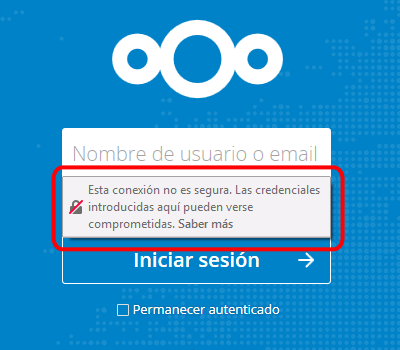 Nombre de usuario o email
Esta conexión no es segura. Las credenciales
introducidas aquí pueden verse
comprometidas. Saber más
Iniciar sesión
Permanecer autenticado